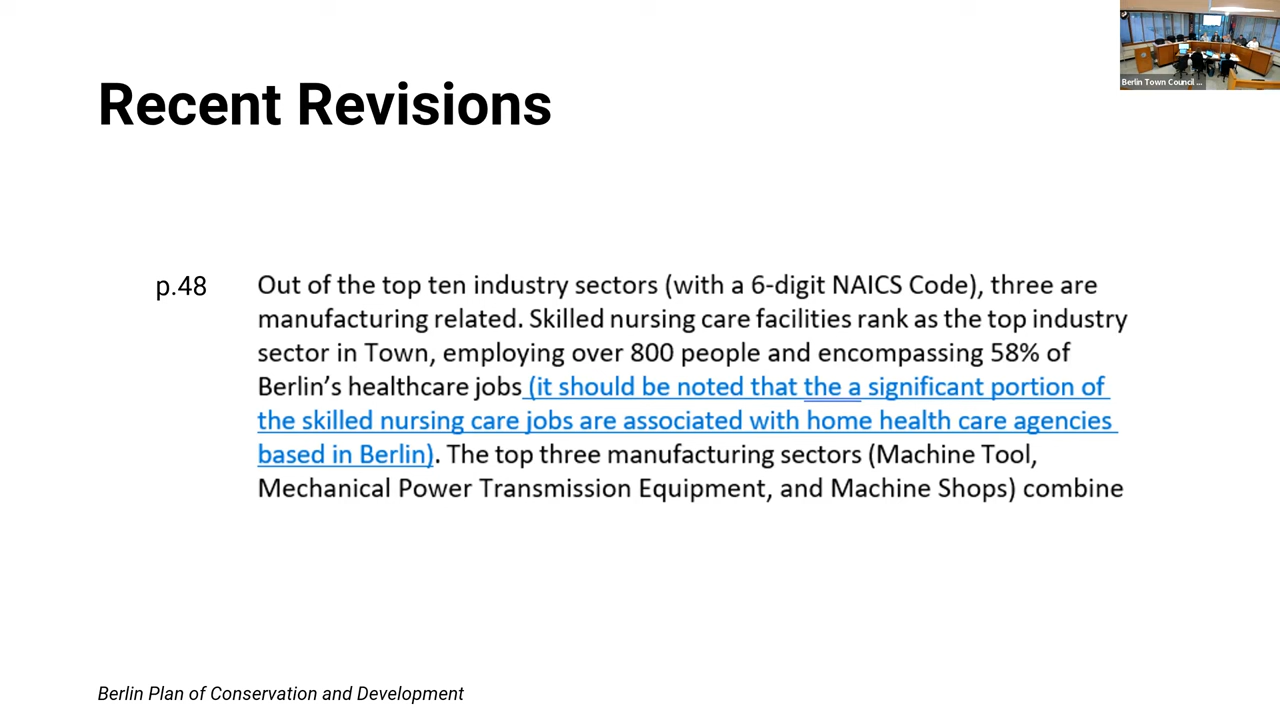 Berlin Town Council ...
Recent Revisions
p.48
Out of the top ten industry sectors (with a 6-digit NAICS Code), three are
manufacturing related. Skilled nursing care facilities rank as the top industry
sector in Town, employing over 800 people and encompassing 58% of
Berlin’s healthcare jobs (it should be noted that the a significant portion of
the skilled nursing care jobs are associated with home health care agencies
based in Berlin). The top three manufacturing sectors (Machine Tool,
Mechanical Power Transmission Equipment, and Machine Shops) combine
Berlin Plan of Conservation and Development